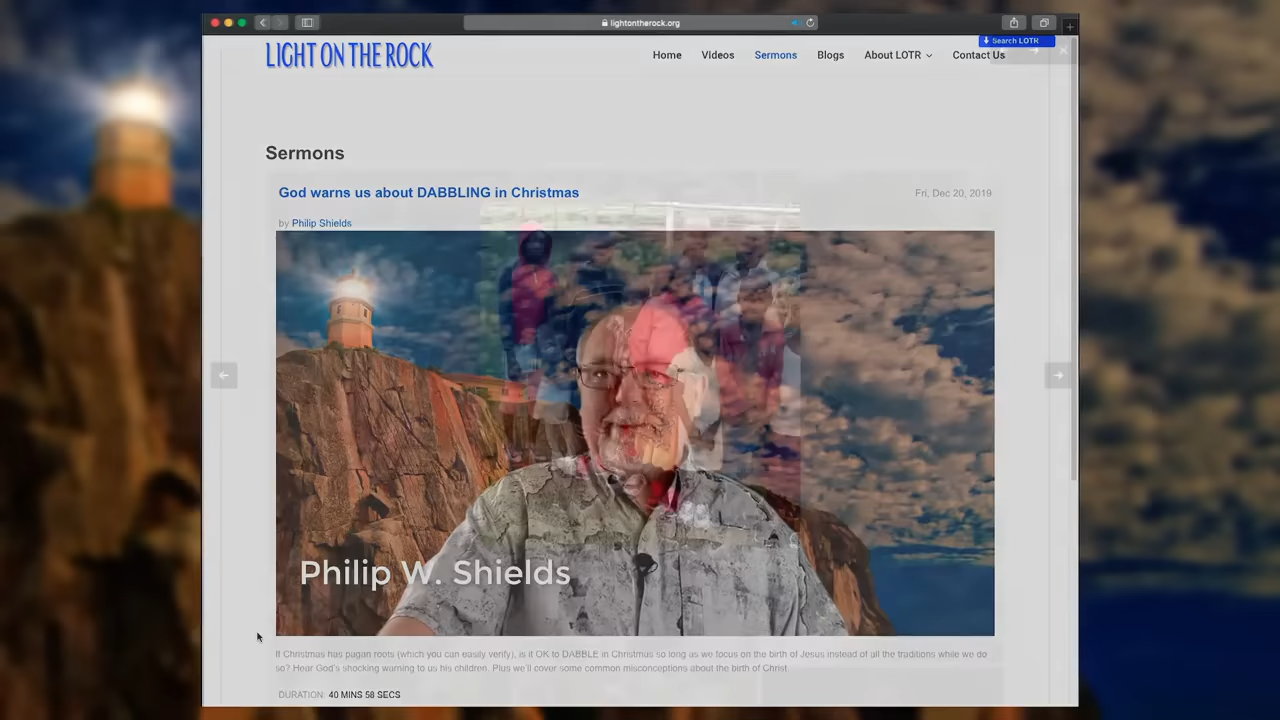 lightontherock.org
Search LOTR
LIGHT ON THE ROCK
Home Videos Sermons Blogs About LOTR Contact Us
Sermons
God warns us about DABBLING in Christmas
Fri, Dec 20, 2019
by Philip Shields
Philip W. Shields
If Christmas has pagan roots (which you can easily verify), is it OK to DABBLE in Christmas so long as we focus on the birth of Jesus instead of all the traditions while we do
so? Hear God's shocking warning to us his children. Plus we'll cover some common misconceptions about the birth of Christ.
DURATION: 40 MINS 58 SECS